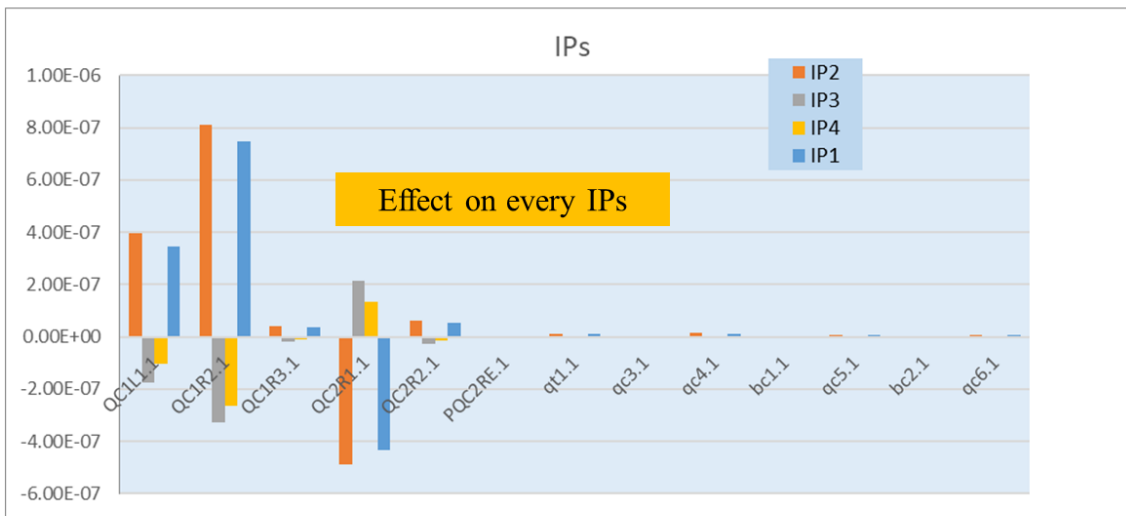 IPs
1.00E-06
8.00E-07
6.00E-07
4.00E-07
2.00E-07
0.00E+00
-2.00E-07
-4.00E-07
-6.00E-07
IP2
IP3
IP4
IP1
Effect on every IPs
QC1L1.1
QC1R2.1
QC1R3.1
QC2R1.1
QC2R2.1
PQC2RE.1
qt1.1
qc3.1
qc4.1
bc1.1
qc5.1
bc2.1
qc6.1